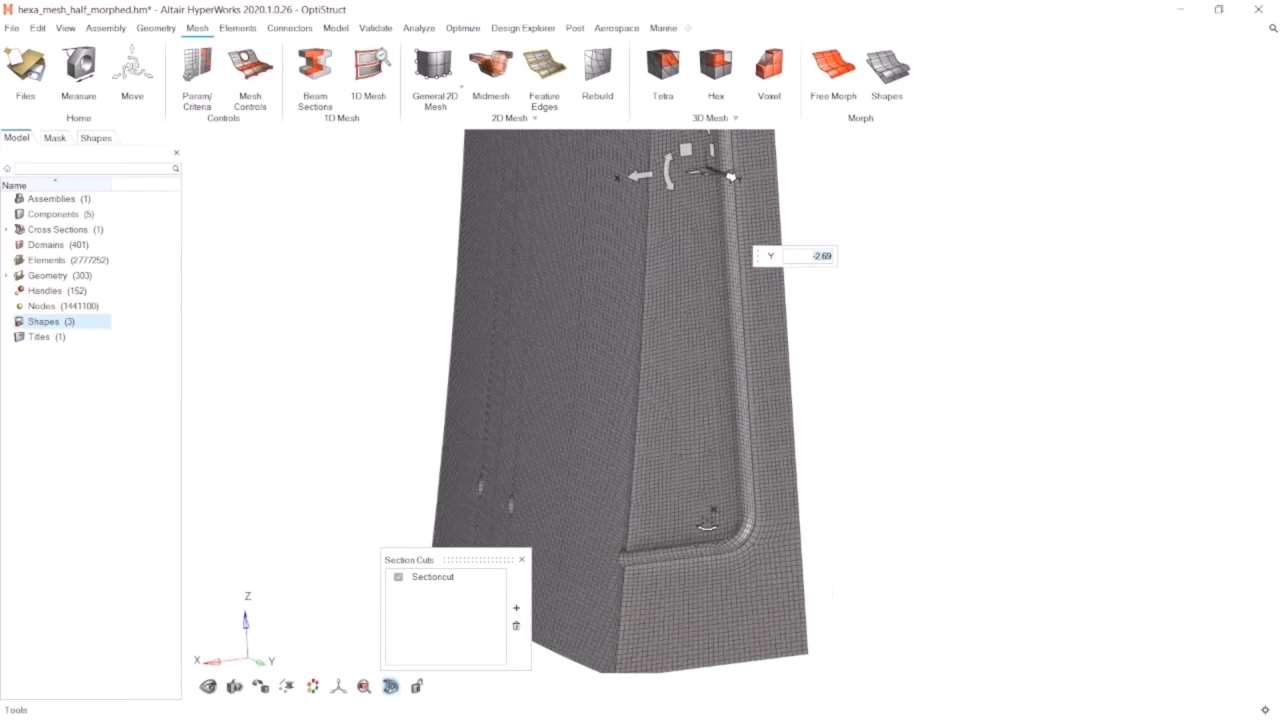 hexa_mesh_half_morphed.hm* - Altair HyperWorks 2020.1.0.26 - OptiStruct
File Edit View Assembly Geometry Mesh Elements Connectors Model Validate Analyze Optimize Design Explorer Post Aerospace Marine
Files Measure Move Param/ Criteria Mesh Controls Beam Sections 1D Mesh General 2D Mesh Midmesh Feature Edges Rebuild Tetra Hex Voxel Free Morph Shapes
Home Controls 1D Mesh 2D Mesh 3D Mesh Morph
Model Mask Shapes
Name
Assemblies (1)
Components (5)
Cross Sections (1)
Domains (401)
Elements (2777252)
Geometry (303)
Handles (152)
Nodes (1441100)
Shapes (3)
Titles (1)
x
Y -2.69
x
Section Cuts
Sectioncut
Z
X
Y
Tools